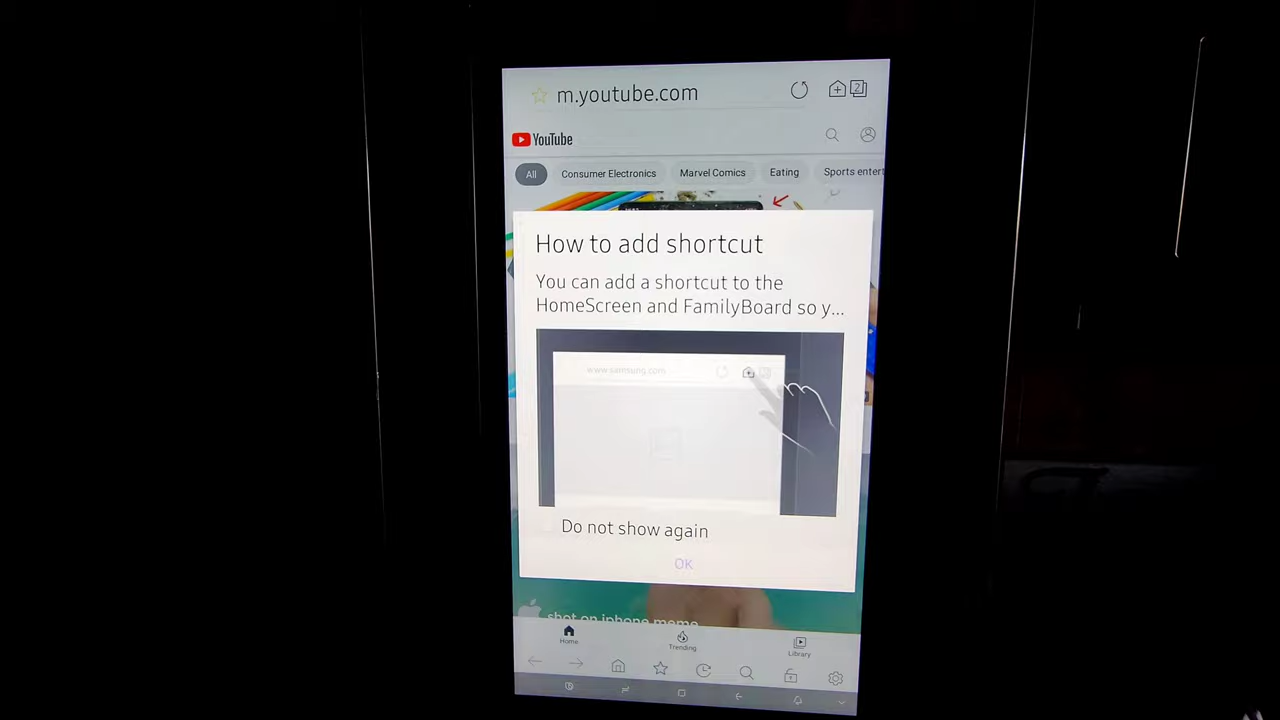 m.youtube.com
2
YouTube
All
Consumer Electronics
Marvel Comics
Eating
Sports entert
How to add shortcut
You can add a shortcut to the
HomeScreen and FamilyBoard so y...
www.samsung.com
Do not show again
OK
shot on iphone meme
Home
Trending
Library